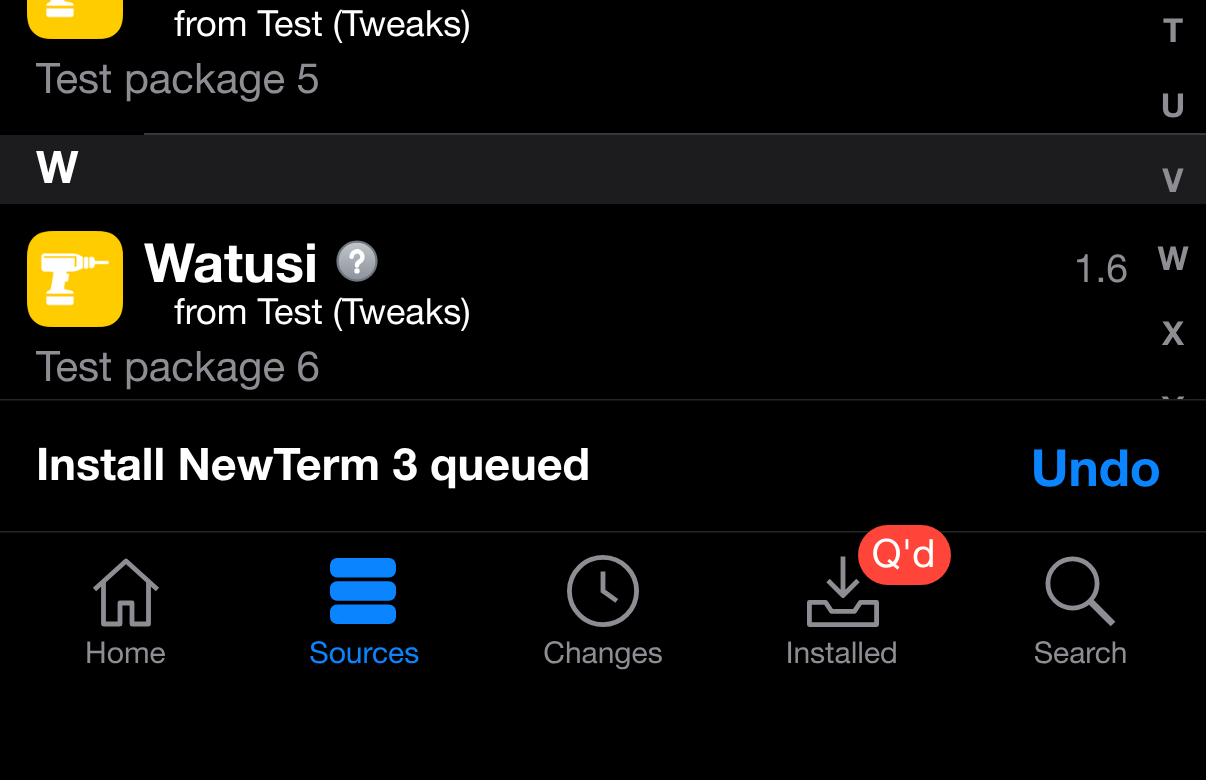 from Test (Tweaks)
T
Test package 5
U
W
V
Watusi ?
1.6
W
from Test (Tweaks)
X
Test package 6
Install NewTerm 3 queued
Undo
Q'd
Home
Sources
Changes
Installed
Search